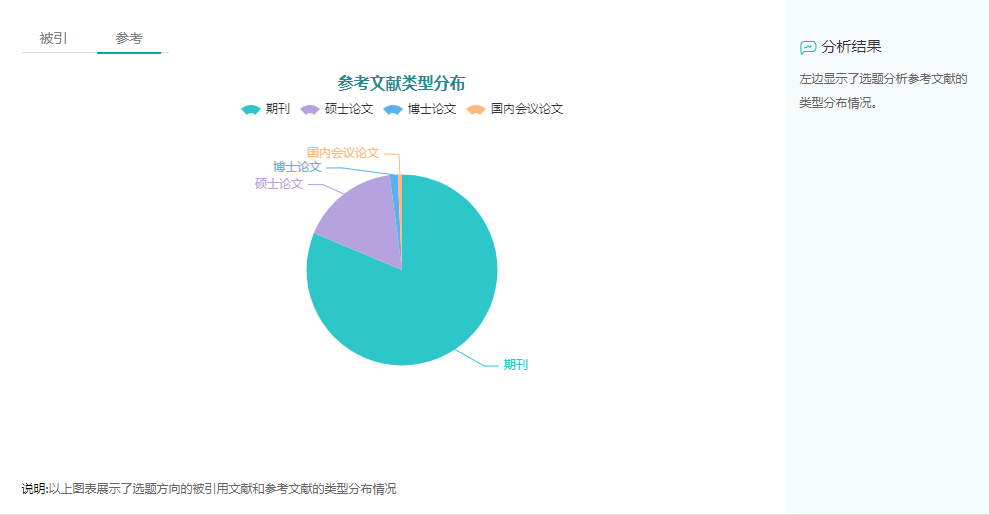 被引 参考
参考文献类型分布
期刊 硕士论文 博士论文 国内会议论文
国内会议论文
博士论文
硕士论文
期刊
说明:以上图表展示了选题方向的被引用文献和参考文献的类型分布情况
分析结果
左边显示了选题分析参考文献的
类型分布情况。